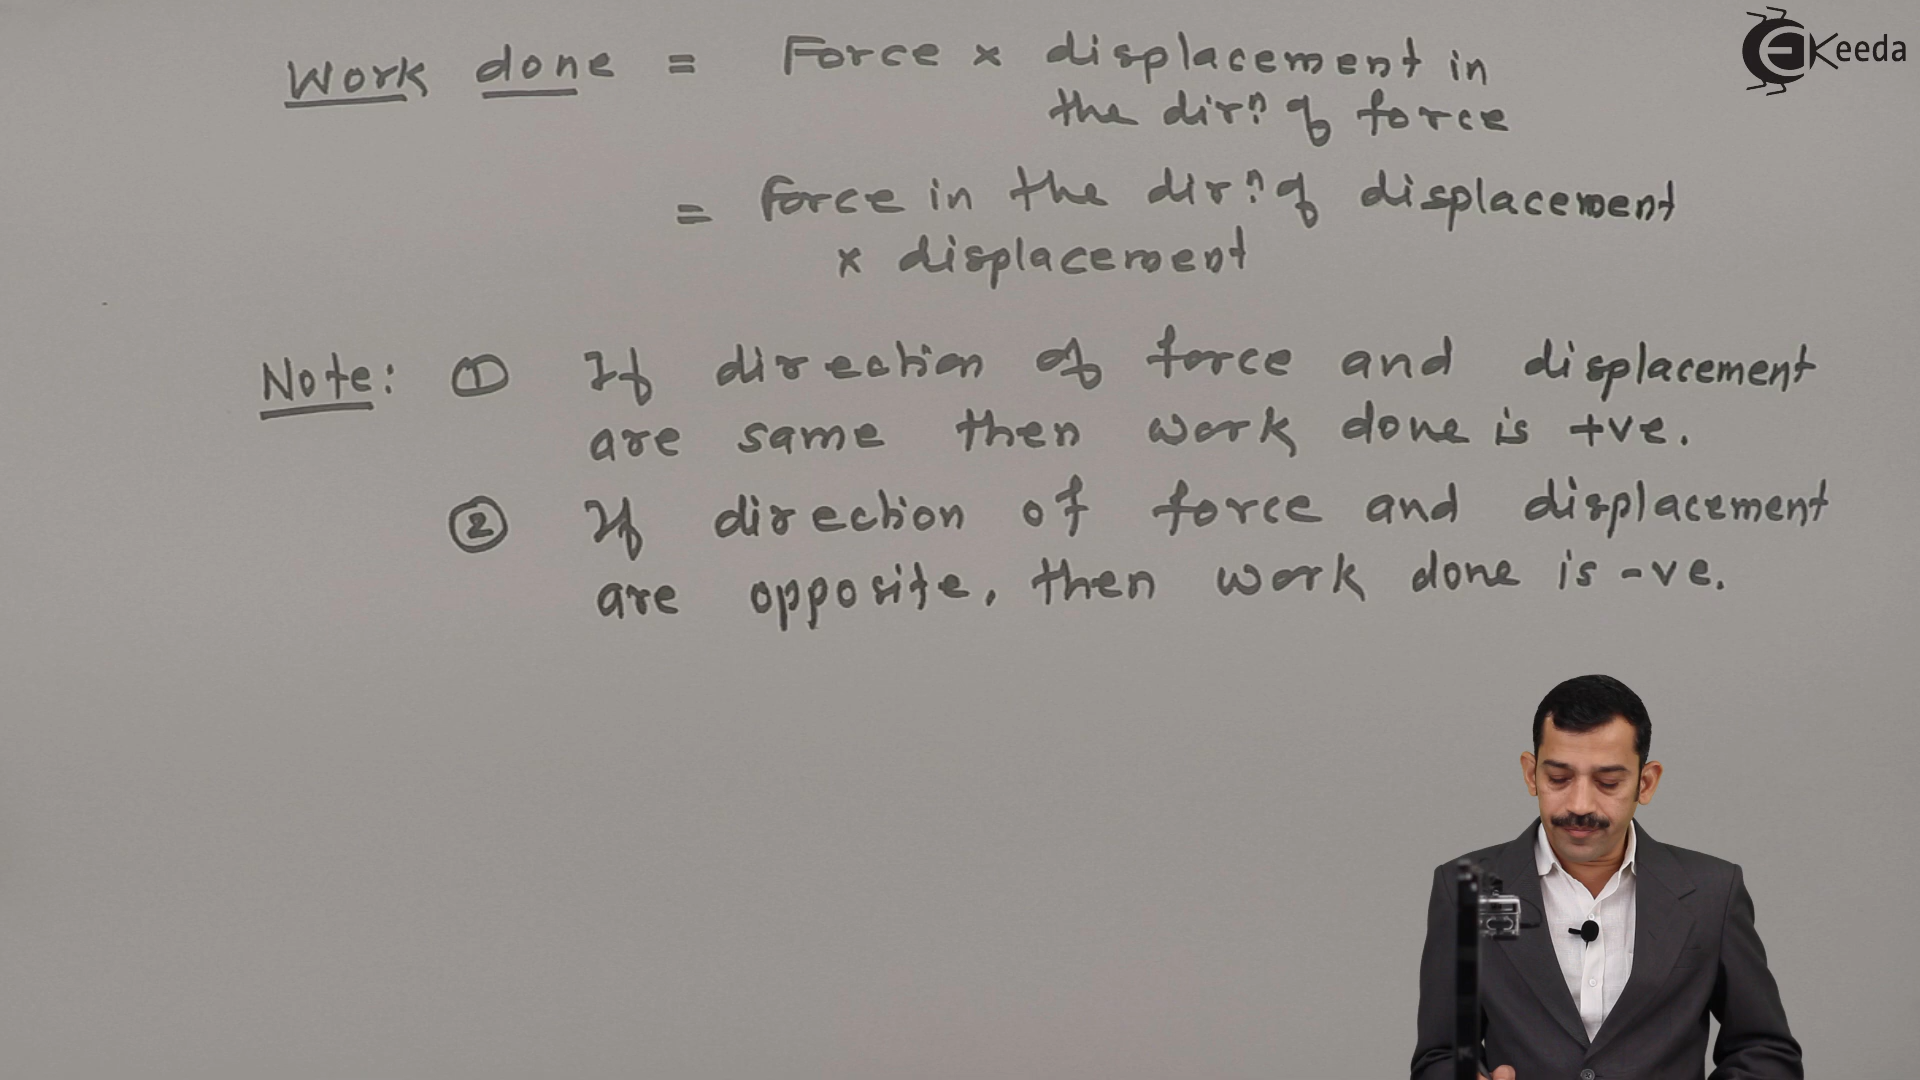 Work done = Force × displacement in
the dirⁿ. of force
= Force in the dirⁿ. of displacement
× displacement
Note: ① If direction of force and displacement
are same then work done is +ve.
② If direction of force and displacement
are opposite, then work done is -ve.
EKeeda